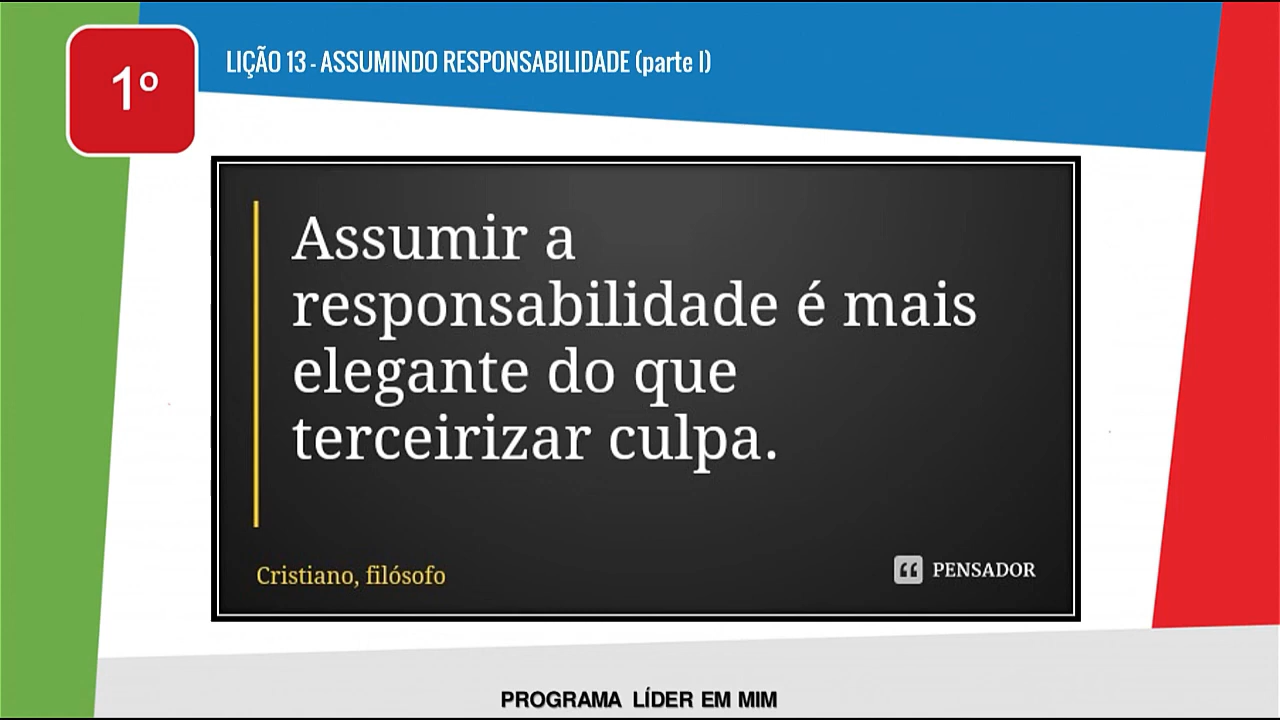 1º
LIÇÃO 13 - ASSUMINDO RESPONSABILIDADE (parte I)
Assumir a
responsabilidade é mais
elegante do que
terceirizar culpa.
Cristiano, filósofo
PENSADOR
PROGRAMA LÍDER EM MIM